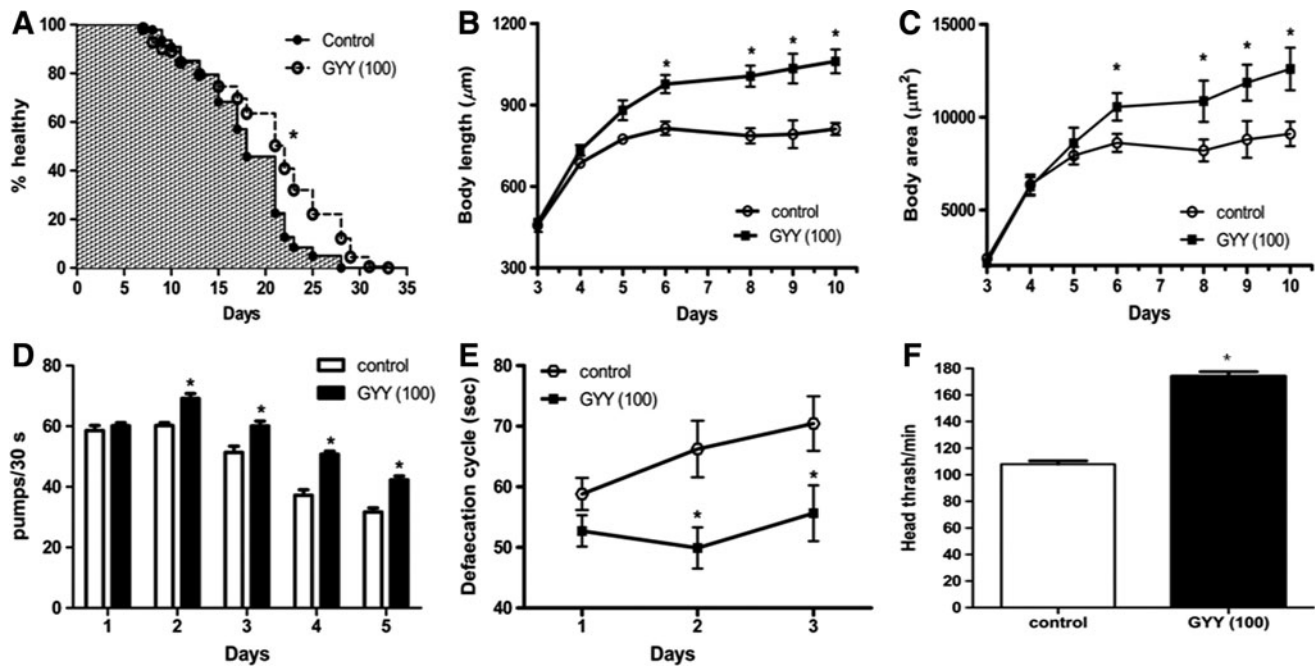 A
% healthy
100
80
60
40
20
0
Control
GYY (100)
*
0 5 10 15 20 25 30 35
Days
B
Body length (μm)
1200
900
600
300
* * * *
control
GYY (100)
3 4 5 6 7 8 9 10
Days
C
Body area (μm²)
15000
10000
5000
* * * *
control
GYY (100)
3 4 5 6 7 8 9 10
Days
D
pumps/30 s
80
60
40
20
0
control
GYY (100)
* * * *
1 2 3 4 5
Days
E
Defaecation cycle (sec)
80
70
60
50
40
control
GYY (100)
* *
1 2 3
Days
F
Head thrash/min
180
160
140
120
100
80
60
40
20
0
*
control GYY (100)